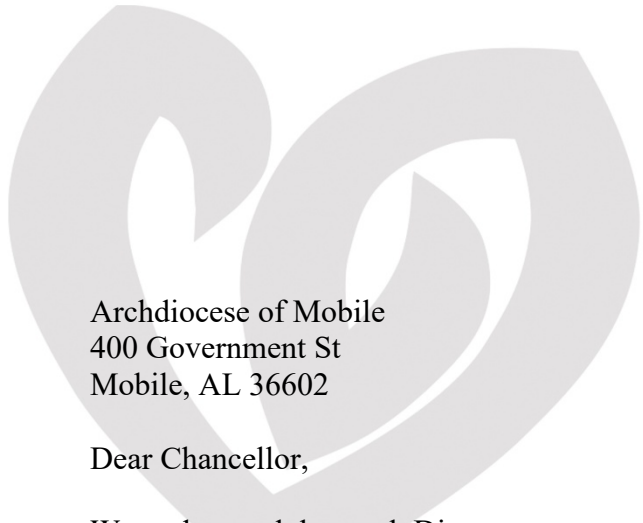 Archdiocese of Mobile
400 Government St
Mobile, AL 36602
Dear Chancellor,